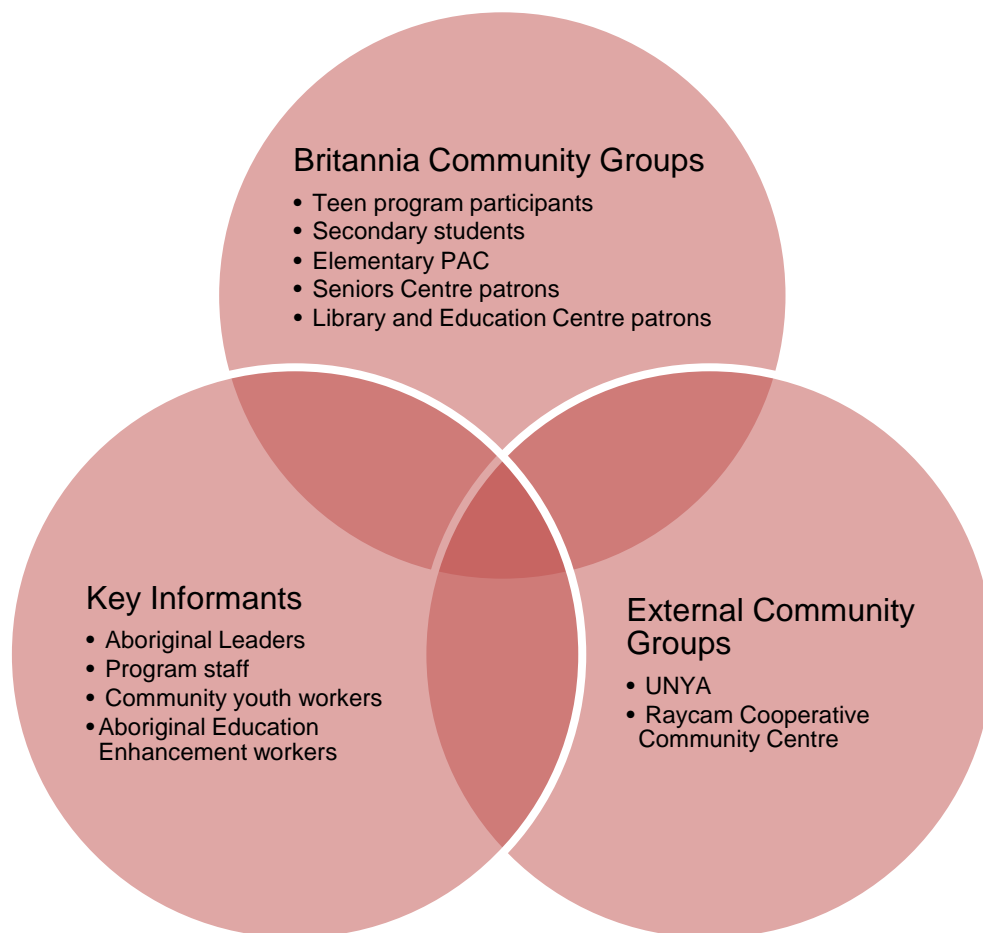 Britannia Community Groups
• Teen program participants
• Secondary students
• Elementary PAC
• Seniors Centre patrons
• Library and Education Centre patrons
Key Informants
• Aboriginal Leaders
• Program staff
• Community youth workers
• Aboriginal Education
Enhancement workers
External Community
Groups
• UNYA
• Raycam Cooperative
Community Centre